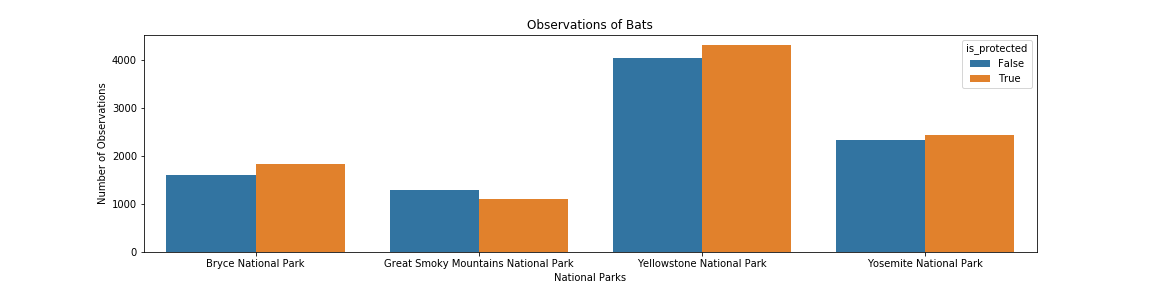 Observations of Bats
is_protected
False
True
Number of Observations
4000
3000
2000
1000
0
Bryce National Park
Great Smoky Mountains National Park
Yellowstone National Park
Yosemite National Park
National Parks